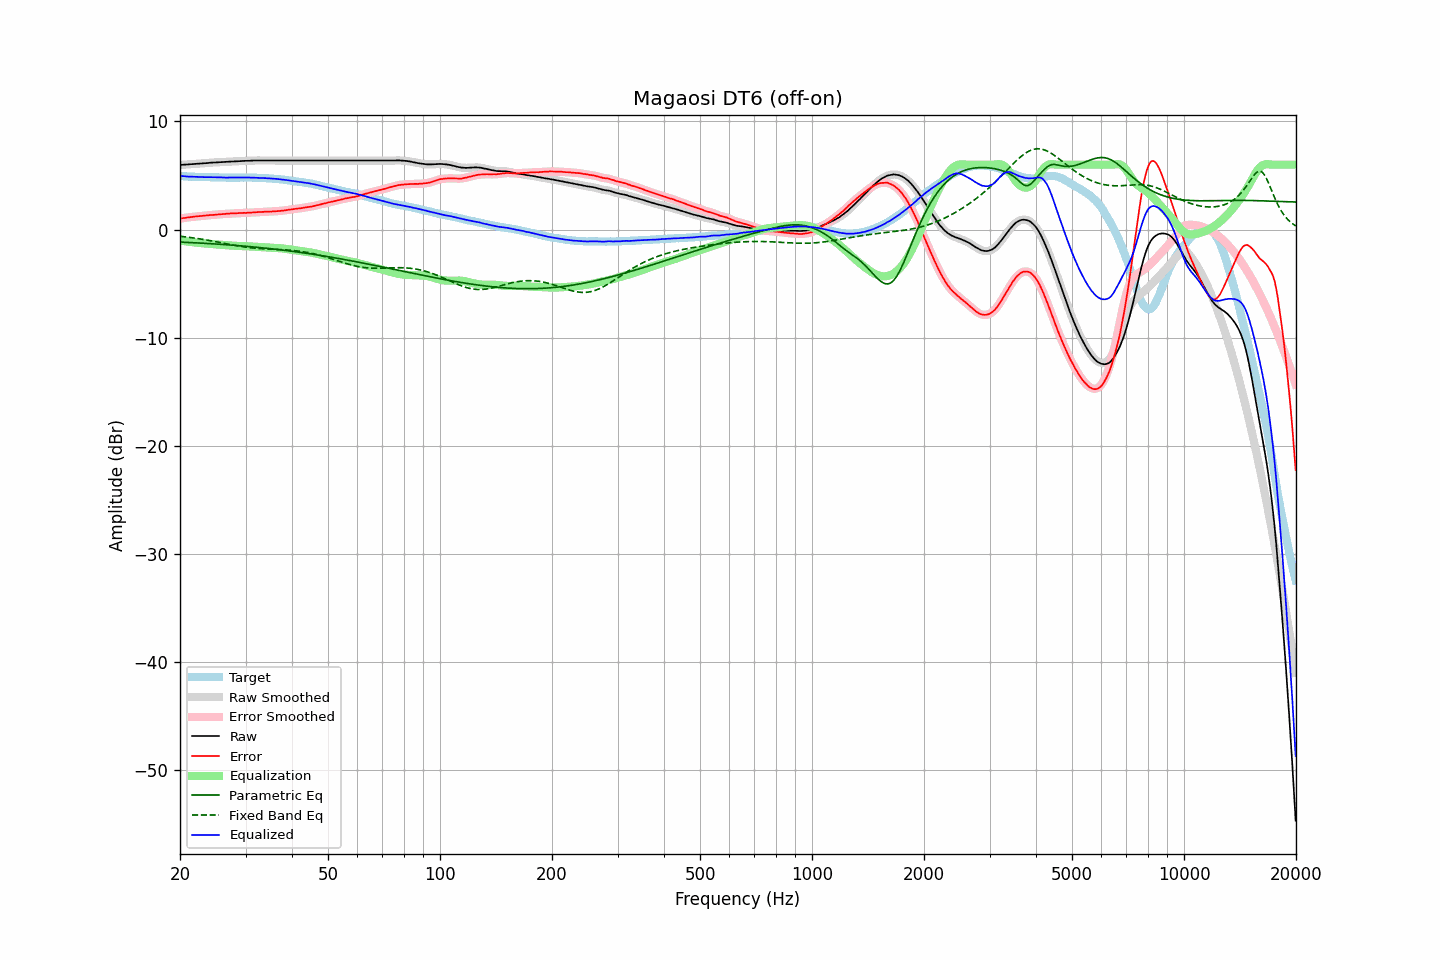 Magaosi DT6 (off-on)
10
0
−10
−20
−30
−40
−50
Amplitude (dBr)
Target
Raw Smoothed
Error Smoothed
Raw
Error
Equalization
Parametric Eq
Fixed Band Eq
Equalized
20
50
100
200
500
1000
2000
5000
10000
20000
Frequency (Hz)